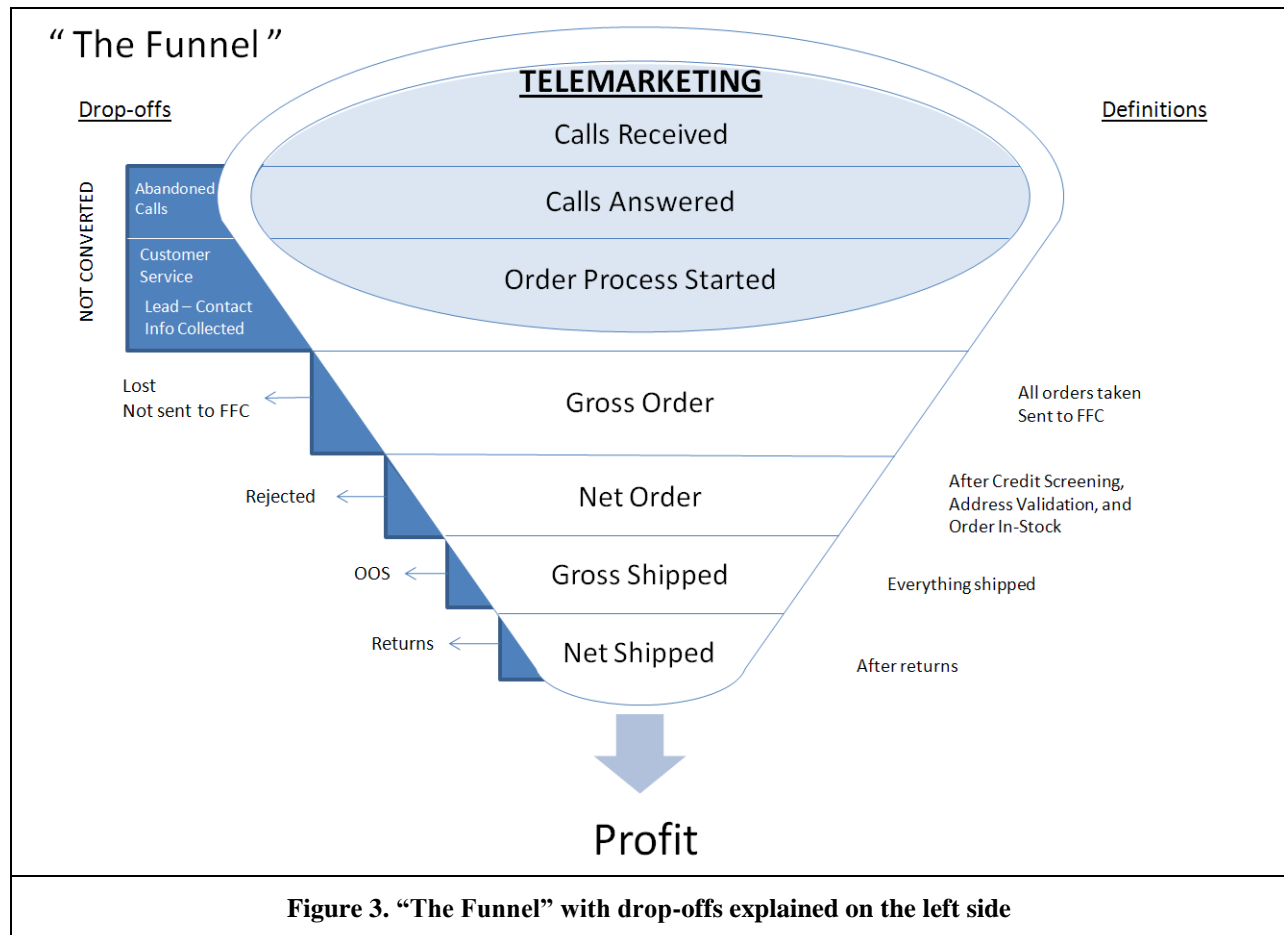 “ The Funnel ”
Drop-offs
TELEMARKETING
Definitions
Calls Received
NOT CONVERTED
Abandoned
Calls
Calls Answered
Customer
Service
Lead – Contact
Info Collected
Order Process Started
Lost
Not sent to FFC
Gross Order
All orders taken
Sent to FFC
Rejected
Net Order
After Credit Screening,
Address Validation, and
Order In-Stock
OOS
Gross Shipped
Everything shipped
Returns
Net Shipped
After returns
Profit
Figure 3. “The Funnel” with drop-offs explained on the left side